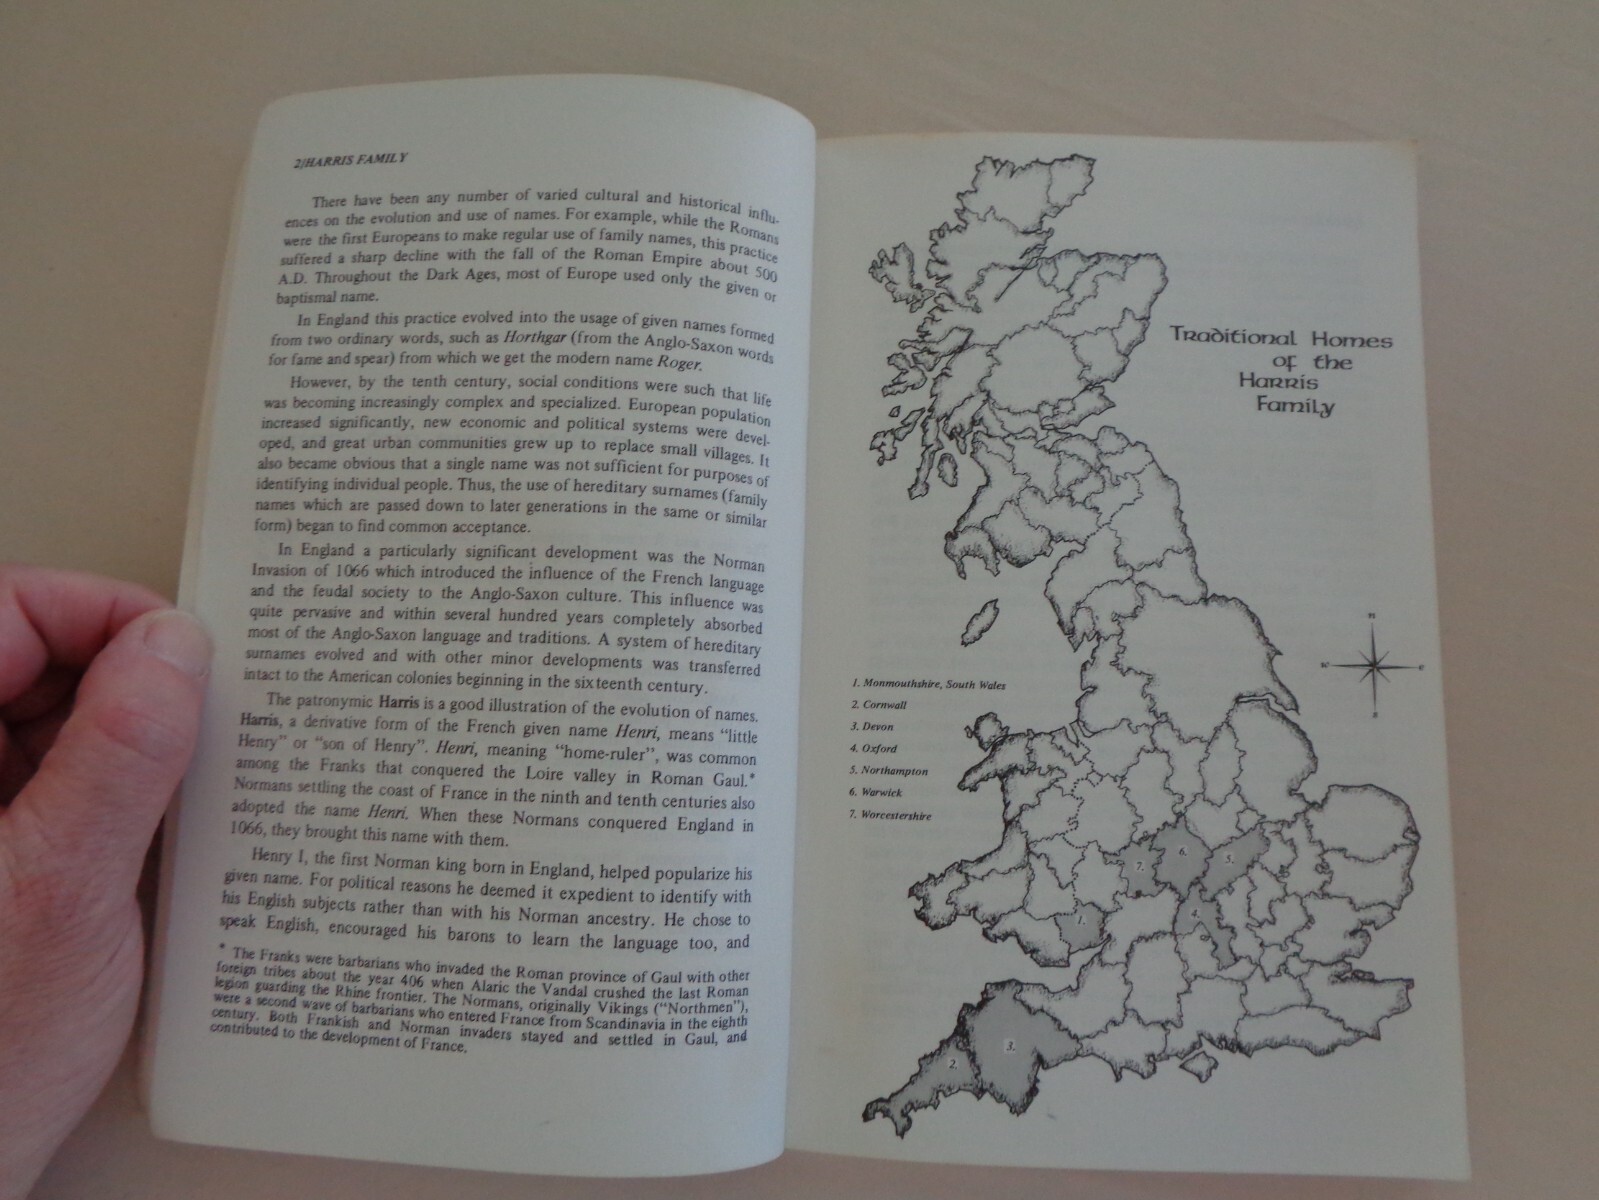 2/HARRIS FAMILY
There have been any number of varied cultural and historical influ-
ences on the evolution and use of names. For example, while the Romans
were the first Europeans to make regular use of family names, this practice
suffered a sharp decline with the fall of the Roman Empire about 500
A.D. Throughout the Dark Ages, most of Europe used only the given or
baptismal name.
In England this practice evolved into the usage of given names formed
from two ordinary words, such as Horthgar (from the Anglo-Saxon words
for fame and spear) from which we get the modern name Roger.
However, by the tenth century, social conditions were such that life
was becoming increasingly complex and specialized. European population
increased significantly, new economic and political systems were devel-
oped, and great urban communities grew up to replace small villages. It
also became obvious that a single name was not sufficient for purposes of
identifying individual people. Thus, the use of hereditary surnames (family
names which are passed down to later generations in the same or similar
form) began to find common acceptance.
In England a particularly significant development was the Norman
Invasion of 1066 which introduced the influence of the French language
and the feudal society to the Anglo-Saxon culture. This influence was
quite pervasive and within several hundred years completely absorbed
most of the Anglo-Saxon language and traditions. A system of hereditary
surnames evolved and with other minor developments was transferred
intact to the American colonies beginning in the sixteenth century.
The patronymic Harris is a good illustration of the evolution of names.
Harris, a derivative form of the French given name Henri, means "little
Henry" or "son of Henry". Henri, meaning "home-ruler", was common
among the Franks that conquered the Loire valley in Roman Gaul.*
Normans settling the coast of France in the ninth and tenth centuries also
adopted the name Henri. When these Normans conquered England in
1066, they brought this name with them.
Henry I, the first Norman king born in England, helped popularize his
given name. For political reasons he deemed it expedient to identify with
his English subjects rather than with his Norman ancestry. He chose to
speak English, encouraged his barons to learn the language too, and
* The Franks were barbarians who invaded the Roman province of Gaul with other
foreign tribes about the year 406 when Alaric the Vandal crushed the last Roman
legion guarding the Rhine frontier. The Normans, originally Vikings ("Northmen"),
were a second wave of barbarians who entered France from Scandinavia in the eighth
century. Both Frankish and Norman invaders stayed and settled in Gaul, and
contributed to the development of France.
Traditional Homes
of the
Harris
Family
N
W E
S
1. Monmouthshire, South Wales
2. Cornwall
3. Devon
4. Oxford
5. Northampton
6. Warwick
7. Worcestershire
6.
5.
7.
4.
1.
3.
2.